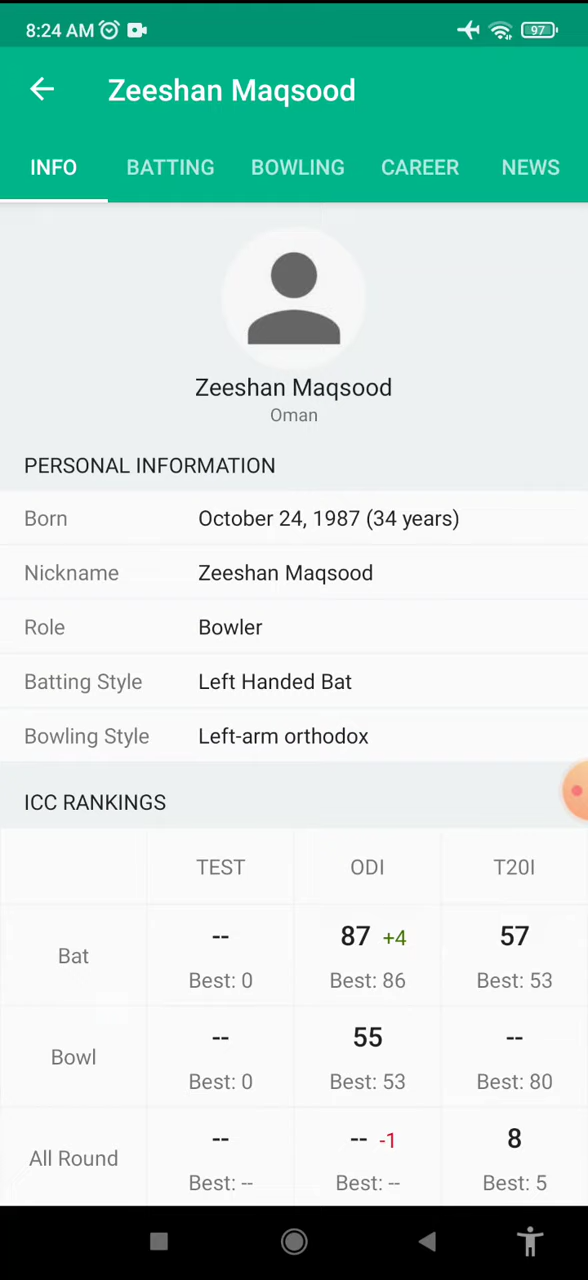 8:24 AM 97
Zeeshan Maqsood
INFO BATTING BOWLING CAREER NEWS
Zeeshan Maqsood
Oman
PERSONAL INFORMATION
Born October 24, 1987 (34 years)
Nickname Zeeshan Maqsood
Role Bowler
Batting Style Left Handed Bat
Bowling Style Left-arm orthodox
ICC RANKINGS
TEST ODI T20I
Bat -- 87 +4 57
Best: 0 Best: 86 Best: 53
Bowl -- 55 --
Best: 0 Best: 53 Best: 80
All Round -- -- -1 8
Best: -- Best: -- Best: 5